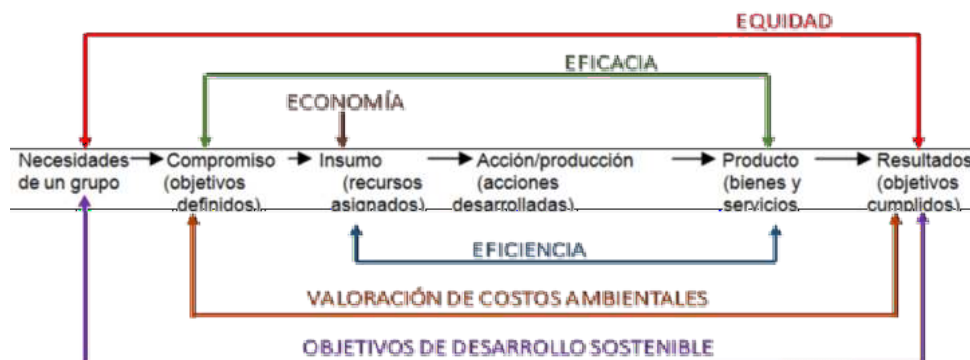 EQUIDAD
EFICACIA
ECONOMÍA
Necesidades Compromiso Insumo Acción/producción Producto Resultados
de un grupo (objetivos (recursos (acciones (bienes y (objetivos
definidos). asignados). desarrolladas). servicios cumplidos).
EFICIENCIA
VALORACIÓN DE COSTOS AMBIENTALES
OBJETIVOS DE DESARROLLO SOSTENIBLE